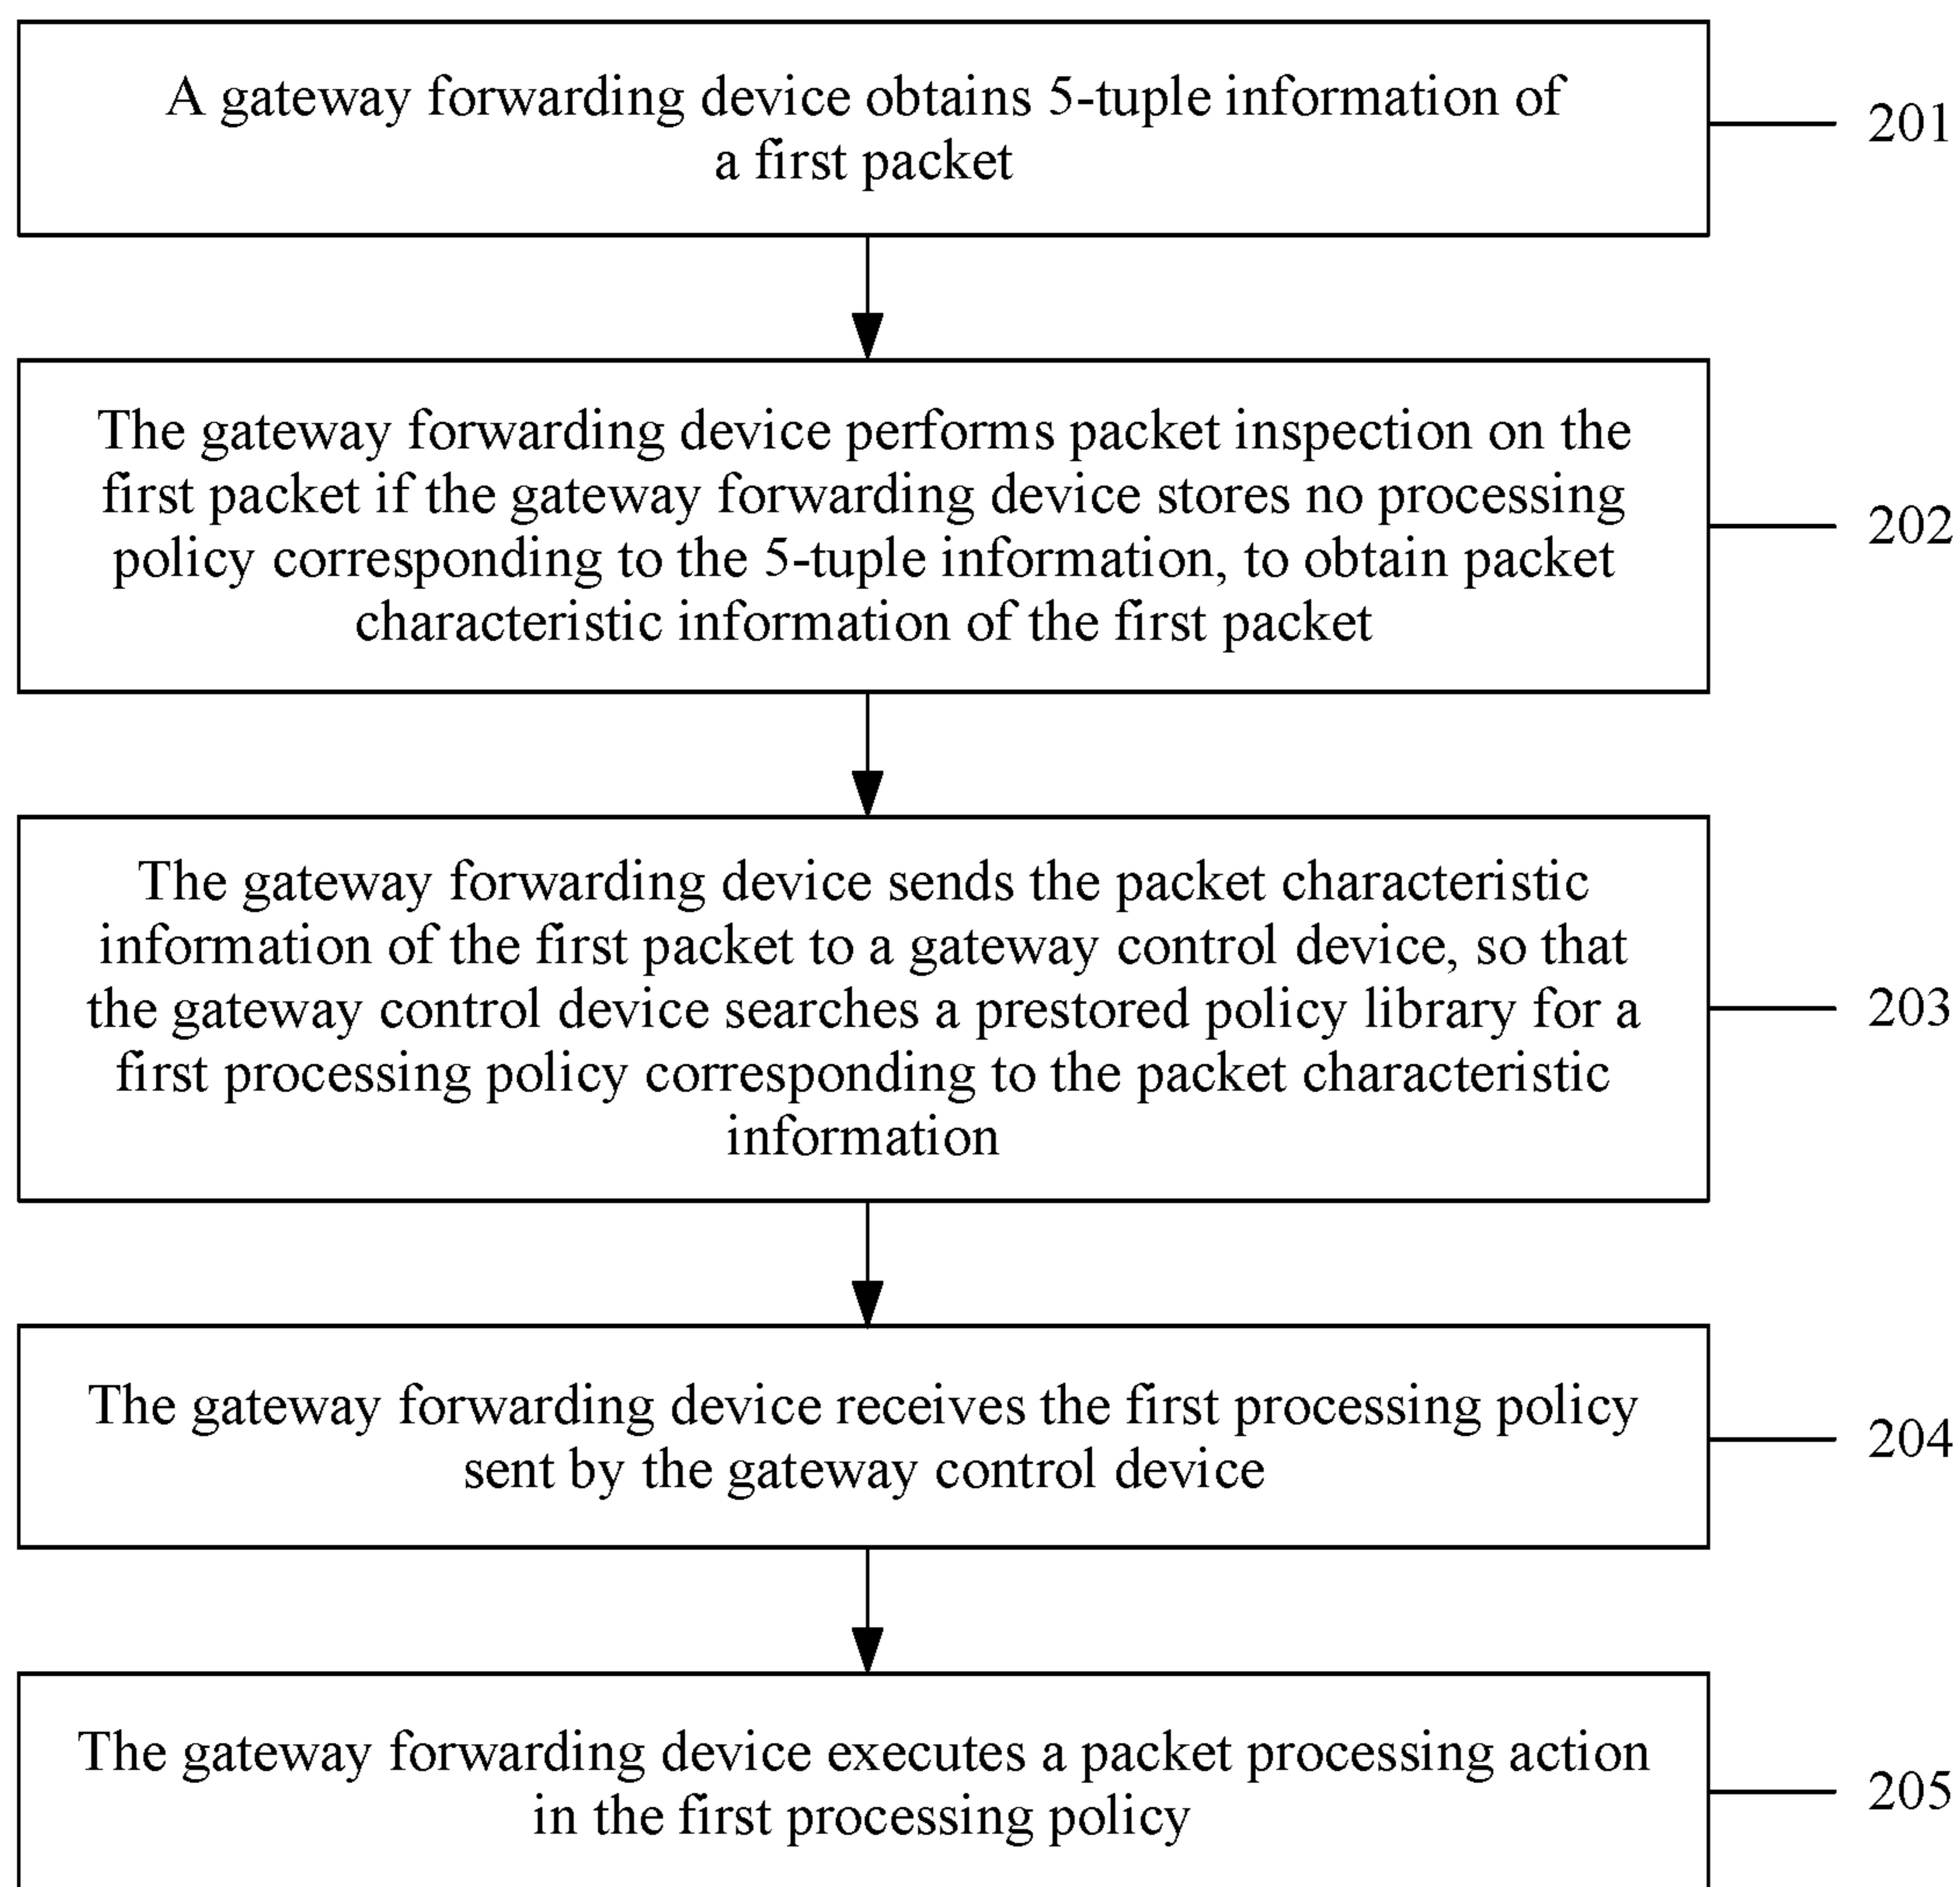 A gateway forwarding device obtains 5-tuple information of
a first packet
201
The gateway forwarding device performs packet inspection on the
first packet if the gateway forwarding device stores no processing
policy corresponding to the 5-tuple information, to obtain packet
characteristic information of the first packet
202
The gateway forwarding device sends the packet characteristic
information of the first packet to a gateway control device, so that
the gateway control device searches a prestored policy library for a
first processing policy corresponding to the packet characteristic
information
203
The gateway forwarding device receives the first processing policy
sent by the gateway control device
204
The gateway forwarding device executes a packet processing action
in the first processing policy
205